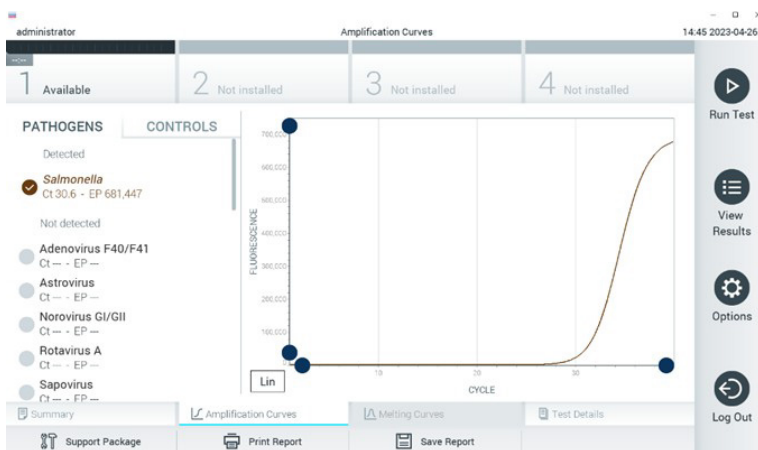 administrator
Amplification Curves
14:45 2023-04-26
--:--
1 Available
2 Not installed
3 Not installed
4 Not installed
Run Test
PATHOGENS
CONTROLS
Detected
Salmonella
Ct 30.6 - EP 681,447
Not detected
Adenovirus F40/F41
Ct --- - EP ---
Astrovirus
Ct --- - EP ---
Norovirus GI/GII
Ct --- - EP ---
Rotavirus A
Ct --- - EP ---
Sapovirus
Ct --- - EP ---
FLUORESCENCE
700,000
600,000
500,000
400,000
300,000
200,000
100,000
0
10
20
30
CYCLE
Lin
View
Results
Options
Log Out
Summary
Amplification Curves
Melting Curves
Test Details
Support Package
Print Report
Save Report